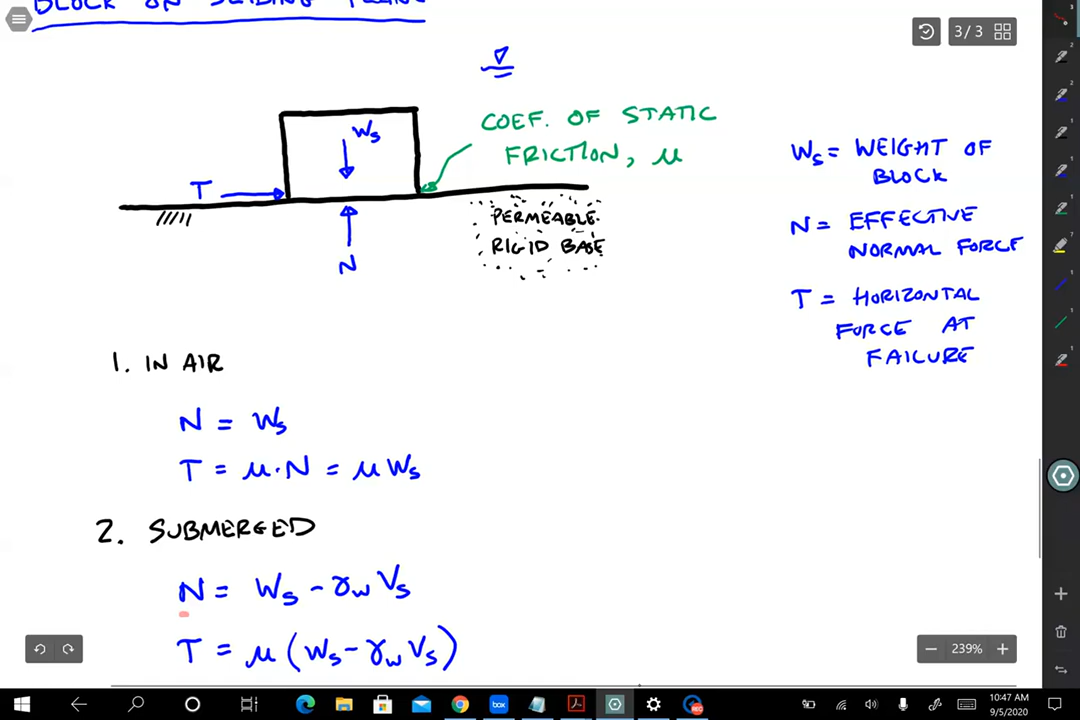 BLOCK ON SLIDING PLANE
3/3
COEF. OF STATIC
FRICTION, μ
Ws
T
N
PERMEABLE
RIGID BASE
Ws = WEIGHT OF
BLOCK
N = EFFECTIVE
NORMAL FORCE
T = HORIZONTAL
FORCE AT
FAILURE
1. IN AIR
N = Ws
T = μ·N = μWs
2. SUBMERGED
N = Ws - γw Vs
T = μ(Ws - γw Vs)
239%
box
10:47 AM
9/5/2020